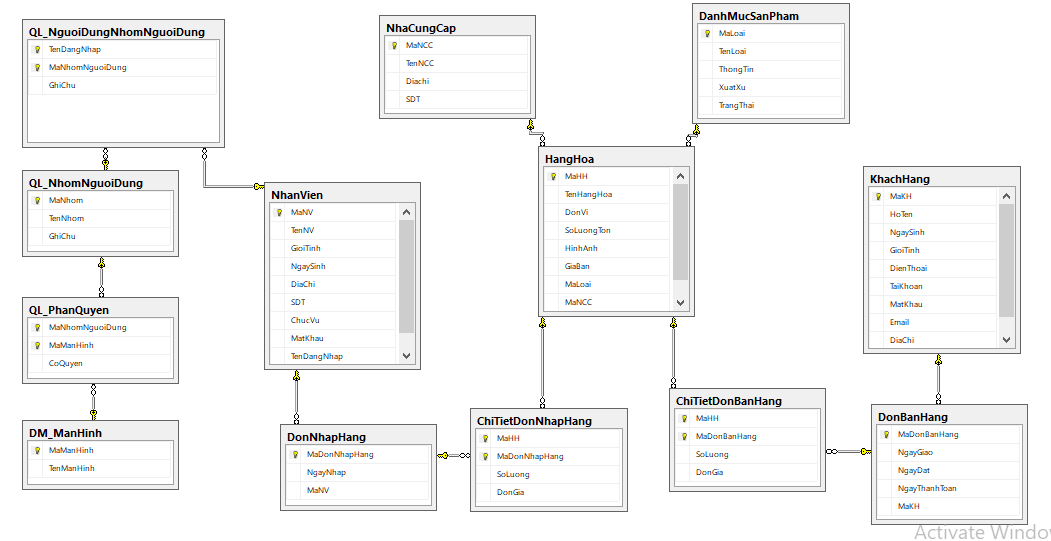 QL_NguoiDungNhomNguoiDung
TenDangNhap
MaNhomNguoiDung
GhiChu
NhaCungCap
MaNCC
TenNCC
Diachi
SDT
DanhMucSanPham
MaLoai
TenLoai
ThongTin
XuatXu
TrangThai
QL_NhomNguoiDung
MaNhom
TenNhom
GhiChu
NhanVien
MaNV
TenNV
GioiTinh
NgaySinh
DiaChi
SDT
ChucVu
MatKhau
TenDangNhap
HangHoa
MaHH
TenHangHoa
DonVi
SoLuongTon
HinhAnh
GiaBan
MaLoai
MaNCC
KhachHang
MaKH
HoTen
NgaySinh
GioiTinh
DienThoai
TaiKhoan
MatKhau
Email
DiaChi
QL_PhanQuyen
MaNhomNguoiDung
MaManHinh
CoQuyen
DM_ManHinh
MaManHinh
TenManHinh
DonNhapHang
MaDonNhapHang
NgayNhap
MaNV
ChiTietDonNhapHang
MaHH
MaDonNhapHang
SoLuong
DonGia
ChiTietDonBanHang
MaHH
MaDonBanHang
SoLuong
DonGia
DonBanHang
MaDonBanHang
NgayGiao
NgayDat
NgayThanhToan
MaKH
Activate Windo